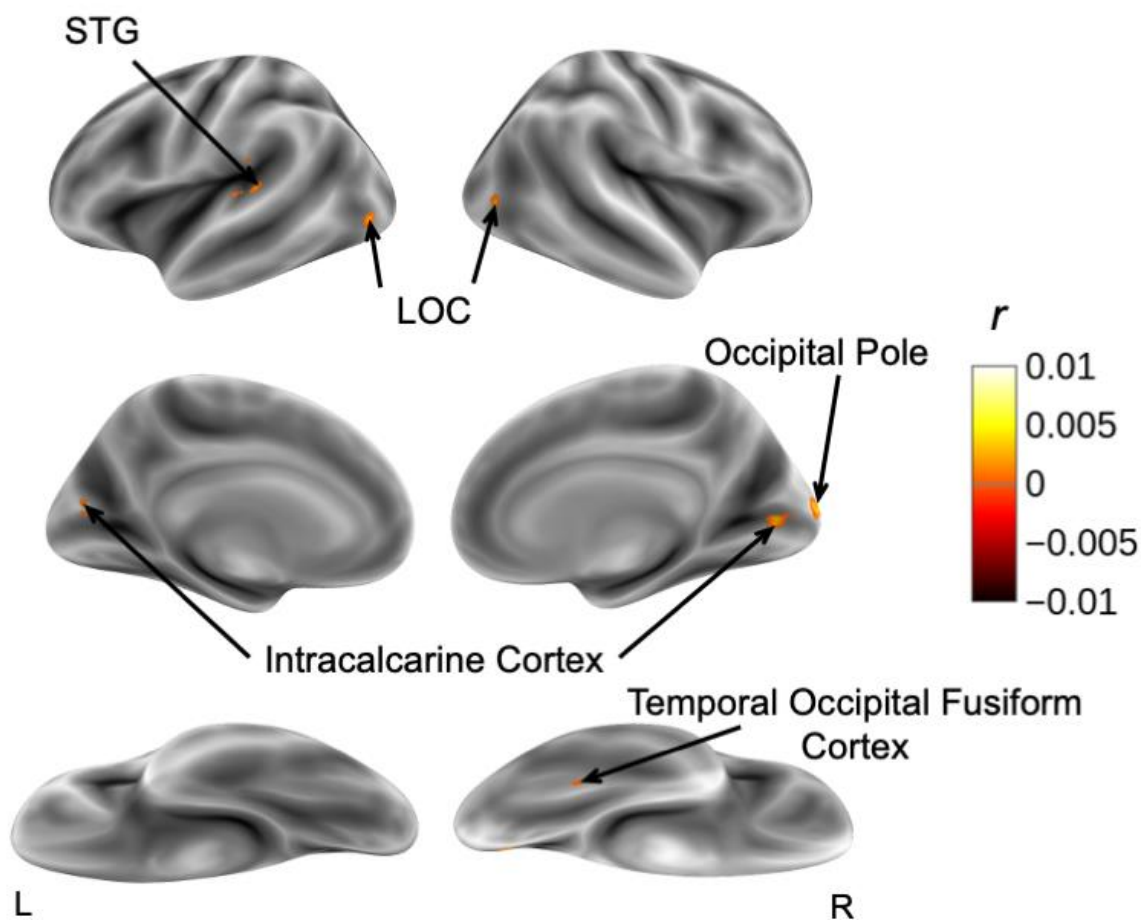 STG
LOC
r
Occipital Pole
0.01
0.005
0
−0.005
−0.01
Intracalcarine Cortex
Temporal Occipital Fusiform
Cortex
L
R